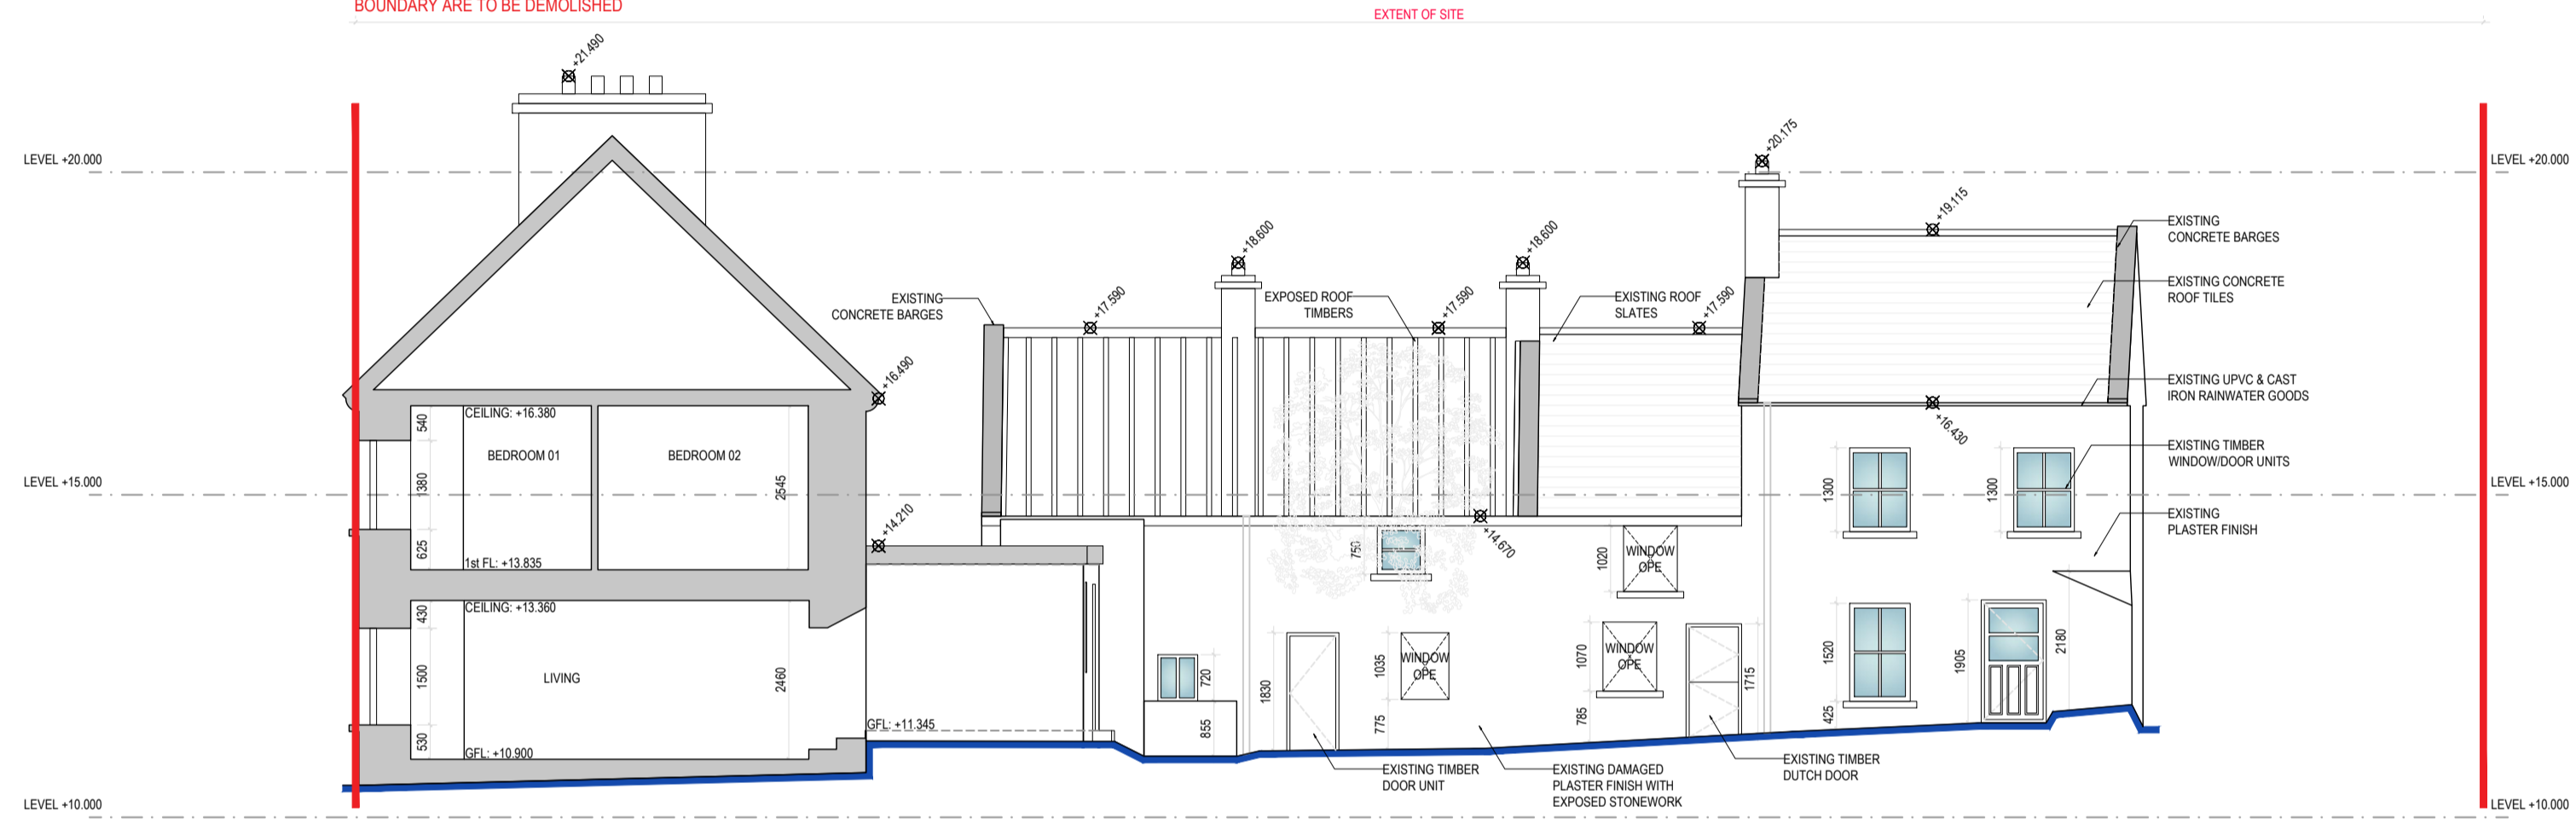 BOUNDARY ARE TO BE DEMOLISHED
EXTENT OF SITE
+21.490
+20.175
LEVEL +20.000
LEVEL +20.000
+19.115
+18.600
+18.600
EXISTING
CONCRETE BARGES
EXISTING CONCRETE
ROOF TILES
EXISTING
CONCRETE BARGES
+17.590
EXPOSED ROOF
TIMBERS
+17.590
EXISTING ROOF
SLATES
+17.590
+16.490
EXISTING UPVC & CAST
IRON RAINWATER GOODS
+16.430
CEILING: +16.380
540
BEDROOM 01
BEDROOM 02
EXISTING TIMBER
WINDOW/DOOR UNITS
LEVEL +15.000
1380
2545
1300
1300
LEVEL +15.000
EXISTING
PLASTER FINISH
+14.210
+14.670
625
1st FL: +13.835
750
1020
WINDOW
OPE
CEILING: +13.360
430
LIVING
1500
2460
720
1830
1035
WINDOW
OPE
1070
WINDOW
OPE
1715
1520
1905
2180
GFL: +11.345
530
GFL: +10.900
855
775
785
425
EXISTING TIMBER
DOOR UNIT
EXISTING DAMAGED
PLASTER FINISH WITH
EXPOSED STONEWORK
EXISTING TIMBER
DUTCH DOOR
LEVEL +10.000
LEVEL +10.000